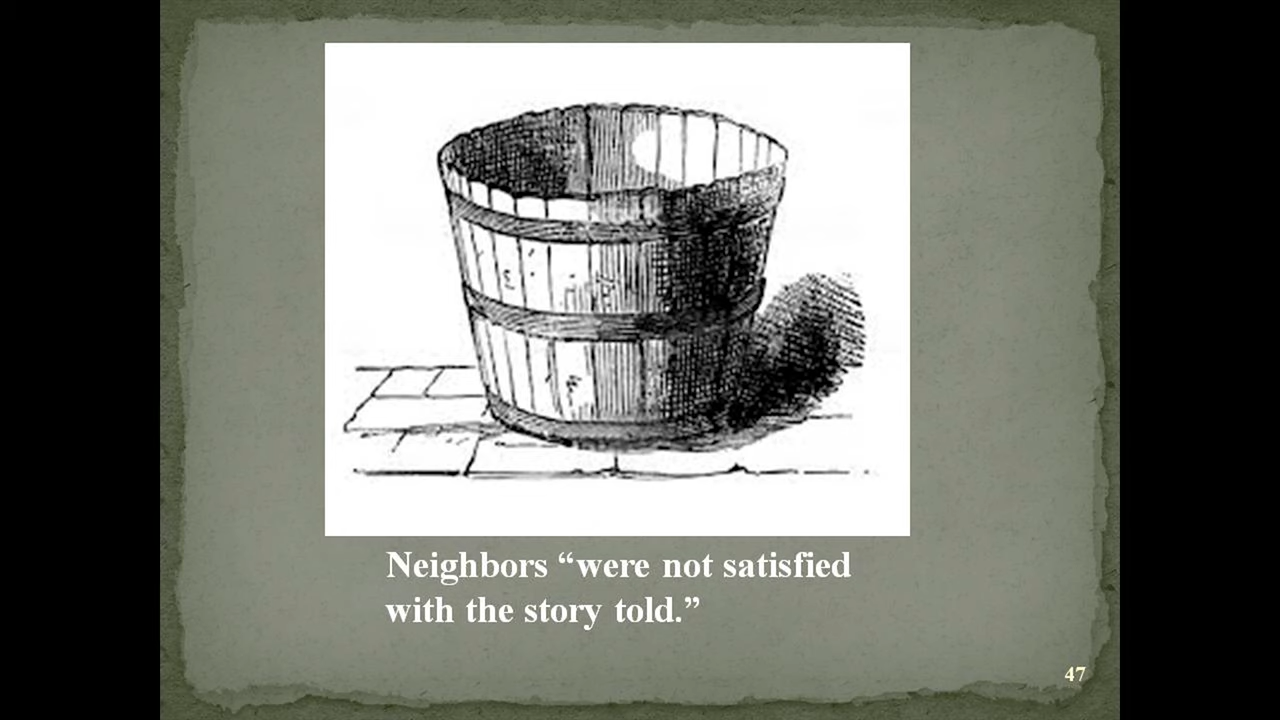 Neighbors “were not satisfied
with the story told.”
47